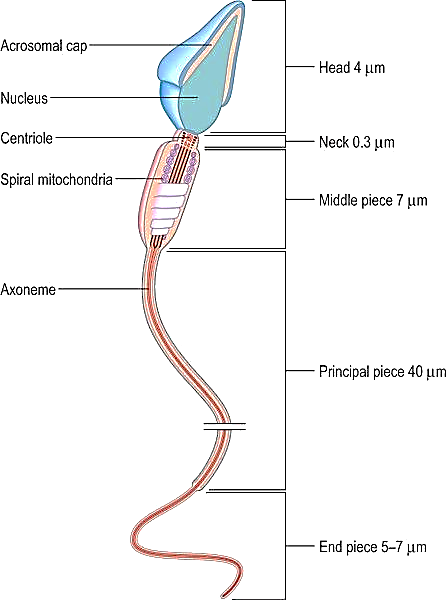 Acrosomal cap
Head 4 μm
Nucleus
Centriole
Neck 0.3 μm
Spiral mitochondria
Middle piece 7 μm
Axoneme
Principal piece 40 μm
End piece 5–7 μm